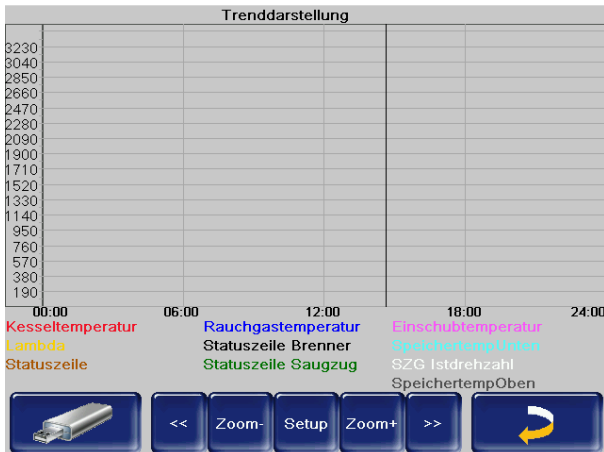 Trenddarstellung
3230
3040
2850
2660
2470
2280
2090
1900
1710
1520
1330
1140
950
760
570
380
190
00:00 06:00 12:00 18:00 24:00
Kesseltemperatur Rauchgastemperatur Einschubtemperatur
Lambda Statuszeile Brenner SpeichertempUnten
Statuszeile Statuszeile Saugzug SZG Istdrehzahl
SpeichertempOben
<< Zoom- Setup Zoom+ >>